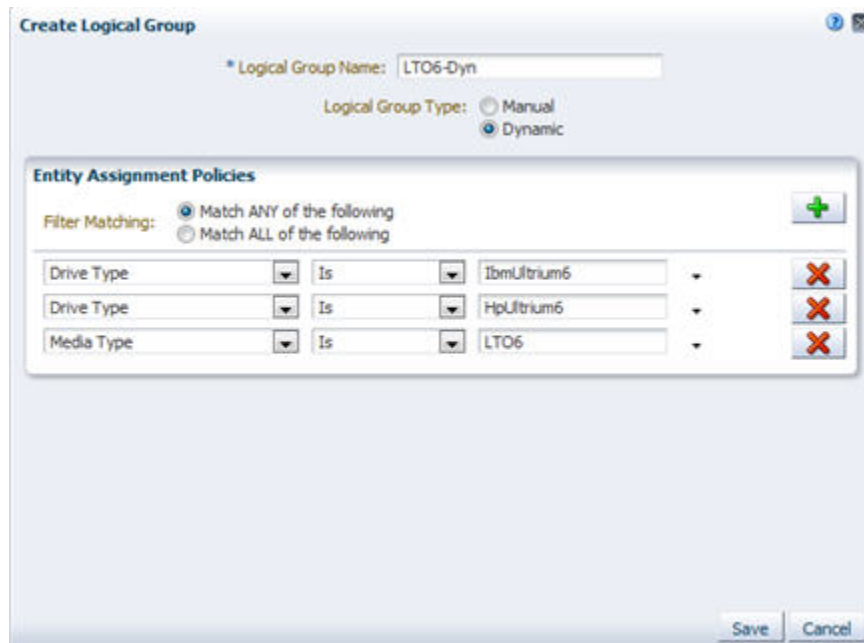 Create Logical Group
* Logical Group Name: LTO6-Dyn
Logical Group Type: Manual
Dynamic
Entity Assignment Policies
Filter Matching: Match ANY of the following
Match ALL of the following
Drive Type Is IbmUltrium6
Drive Type Is HpUltrium6
Media Type Is LTO6
Save Cancel